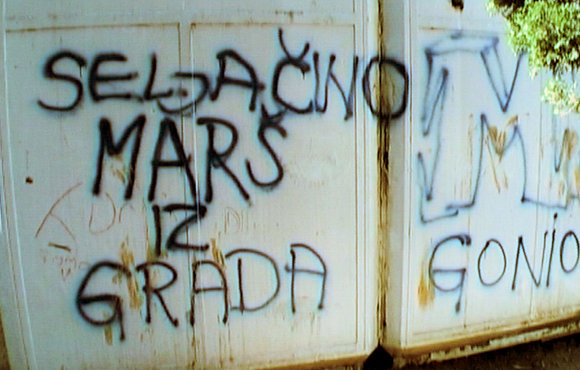 SELJAČINO
MARŠ
IZ
GRADA
M
GONIO